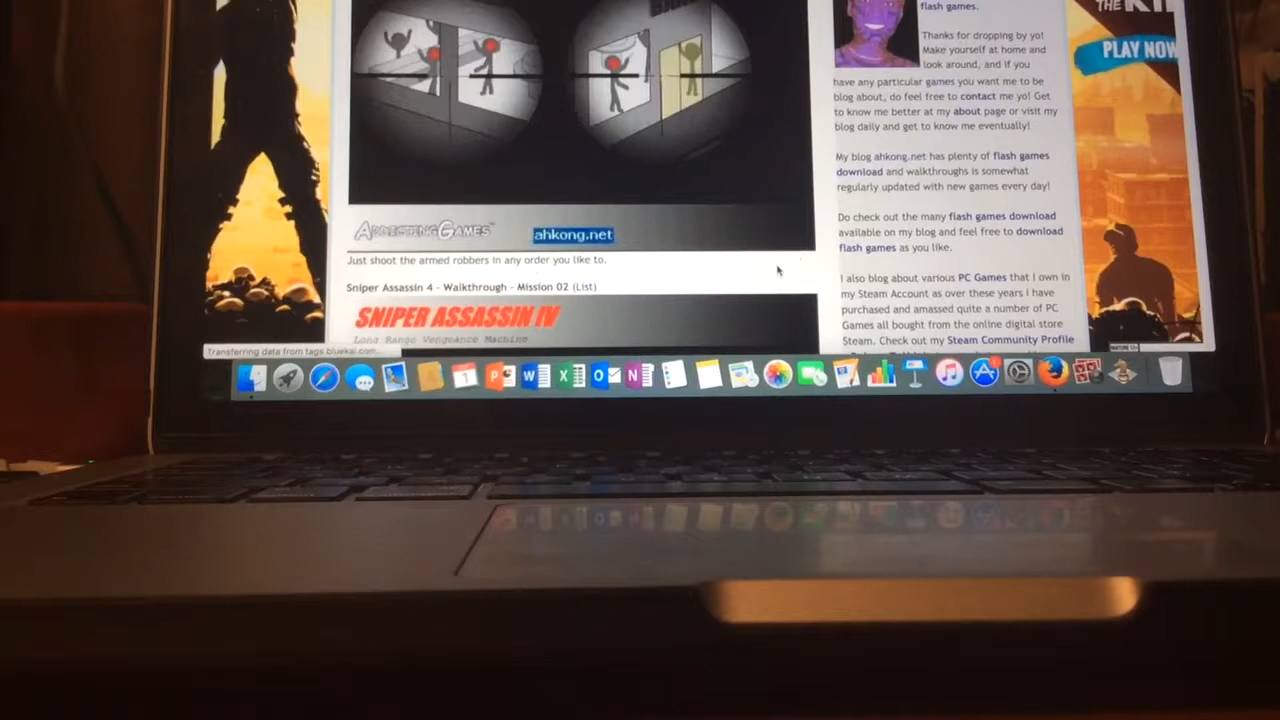 flash games.
Thanks for dropping by yo!
Make yourself at home and
look around, and if you
have any particular games you want me to be
blog about, do feel free to contact me yo! Get
to know me better at my about page or visit my
blog daily and get to know me eventually!
My blog ahkong.net has plenty of flash games
download and walkthroughs is somewhat
regularly updated with new games every day!
Do check out the many flash games download
available on my blog and feel free to download
flash games as you like.
I also blog about various PC Games that I own in
my Steam Account as over these years I have
purchased and amassed quite a number of PC
Games all bought from the online digital store
Steam. Check out my Steam Community Profile
ADDICTINGGAMES
ahkong.net
Just shoot the armed robbers in any order you like to.
Sniper Assassin 4 - Walkthrough - Mission 02 (List)
SNIPER ASSASSIN IV
Long Range Vengeance Machine
Transferring data from tags.bluekai.com...
THE
PLAY NOW
1
P
W
X
O
N